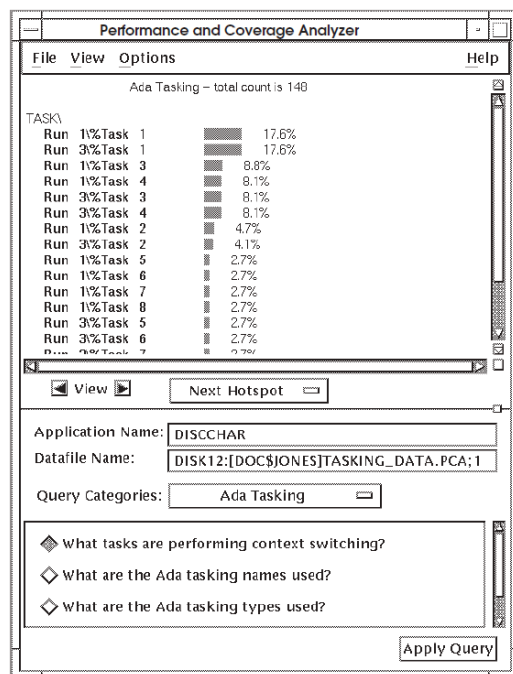 Performance and Coverage Analyzer
File View Options Help
Ada Tasking – total count is 148
TASK\
Run 1\%Task 1 17.6%
Run 3\%Task 1 17.6%
Run 1\%Task 3 8.8%
Run 1\%Task 4 8.1%
Run 3\%Task 3 8.1%
Run 3\%Task 4 8.1%
Run 1\%Task 2 4.7%
Run 3\%Task 2 4.1%
Run 1\%Task 5 2.7%
Run 1\%Task 6 2.7%
Run 1\%Task 7 2.7%
Run 1\%Task 8 2.7%
Run 3\%Task 5 2.7%
Run 3\%Task 6 2.7%
Run 3\%Task 7 2.7%
View Next Hotspot
Application Name: DISCCHAR
Datafile Name: DISK12:[DOC$JONES]TASKING_DATA.PCA;1
Query Categories: Ada Tasking
What tasks are performing context switching?
What are the Ada tasking names used?
What are the Ada tasking types used?
Apply Query